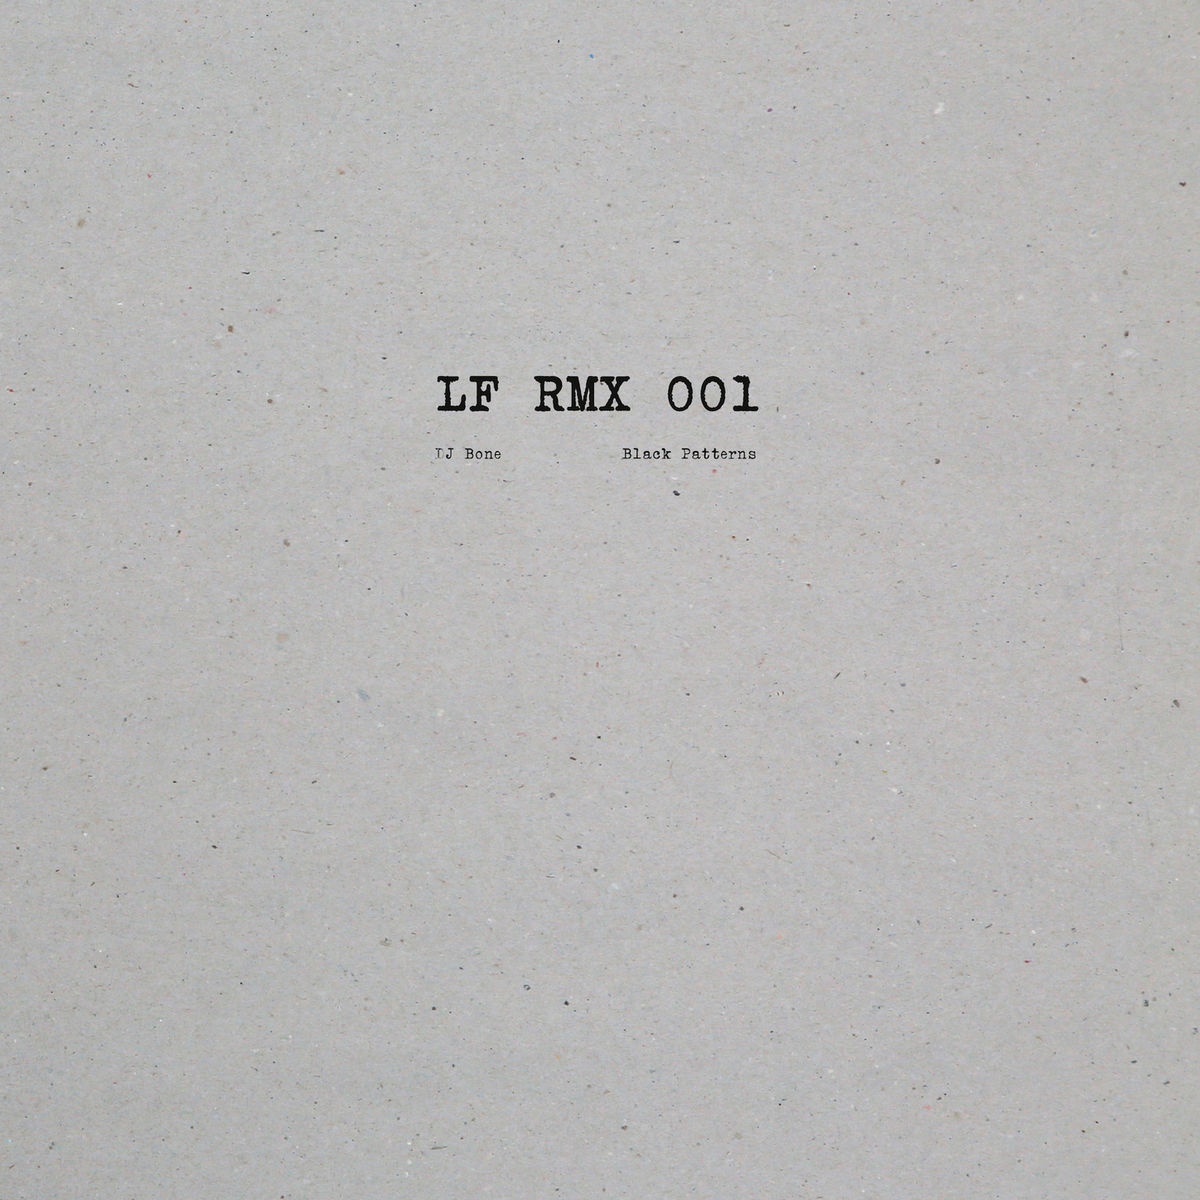 LF RMX 001
DJ Bone Black Patterns